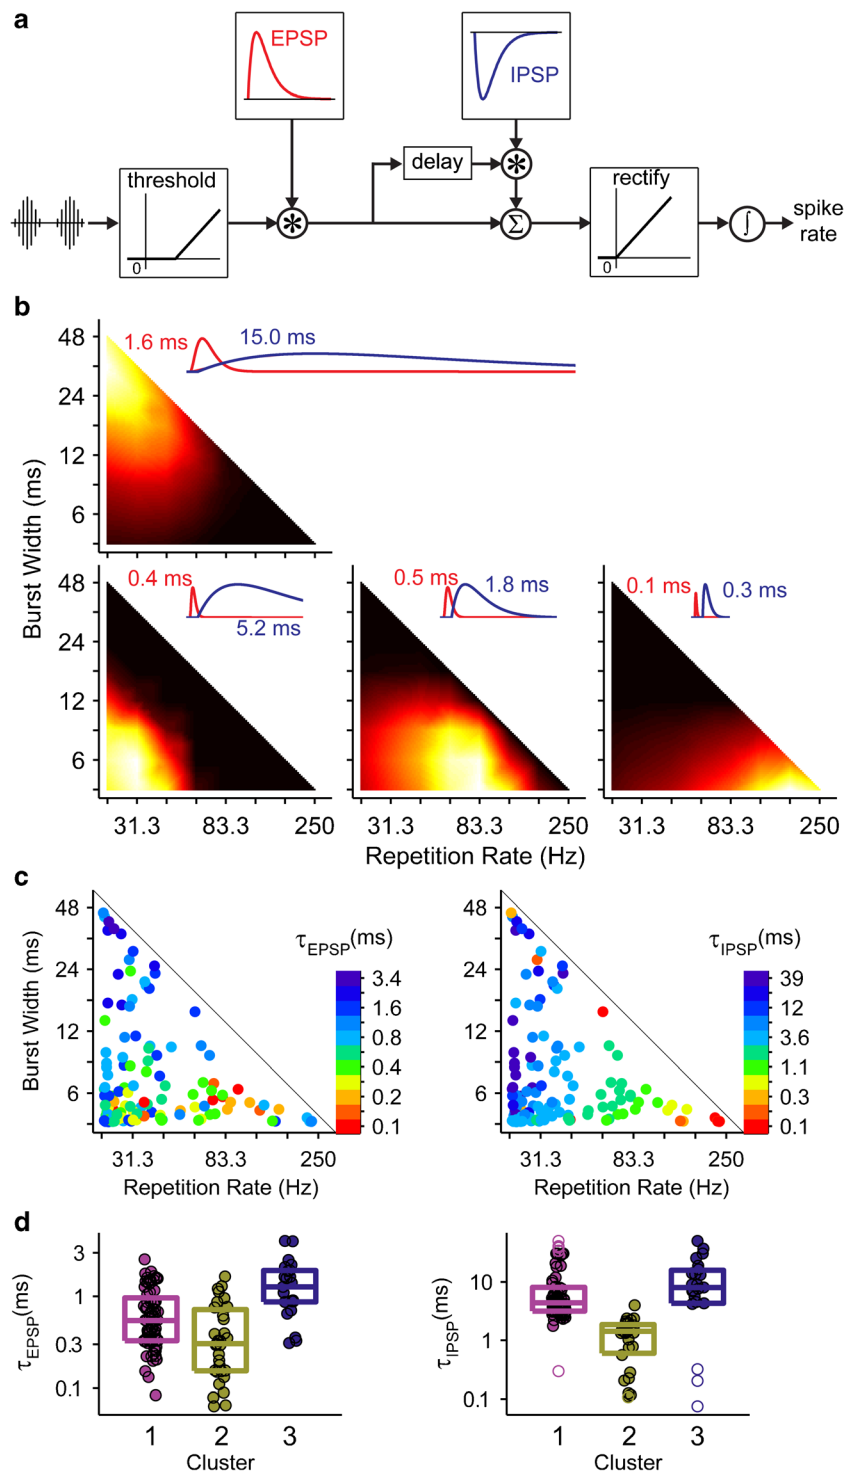 a
EPSP
IPSP
threshold
0
*
delay
*
Σ
rectify
0
∫
spike
rate
b
Burst Width (ms)
48
24
12
6
1.6 ms
15.0 ms
48
24
12
6
0.4 ms
5.2 ms
0.5 ms
1.8 ms
0.1 ms
0.3 ms
31.3 83.3 250
31.3 83.3 250
31.3 83.3 250
Repetition Rate (Hz)
c
Burst Width (ms)
48
24
12
6
31.3 83.3 250
Repetition Rate (Hz)
τEPSP(ms)
3.4
1.6
0.8
0.4
0.2
0.1
48
24
12
6
31.3 83.3 250
Repetition Rate (Hz)
τIPSP(ms)
39
12
3.6
1.1
0.3
0.1
d
τEPSP(ms)
3
1
0.3
0.1
1 2 3
Cluster
τIPSP(ms)
10
1
0.1
1 2 3
Cluster